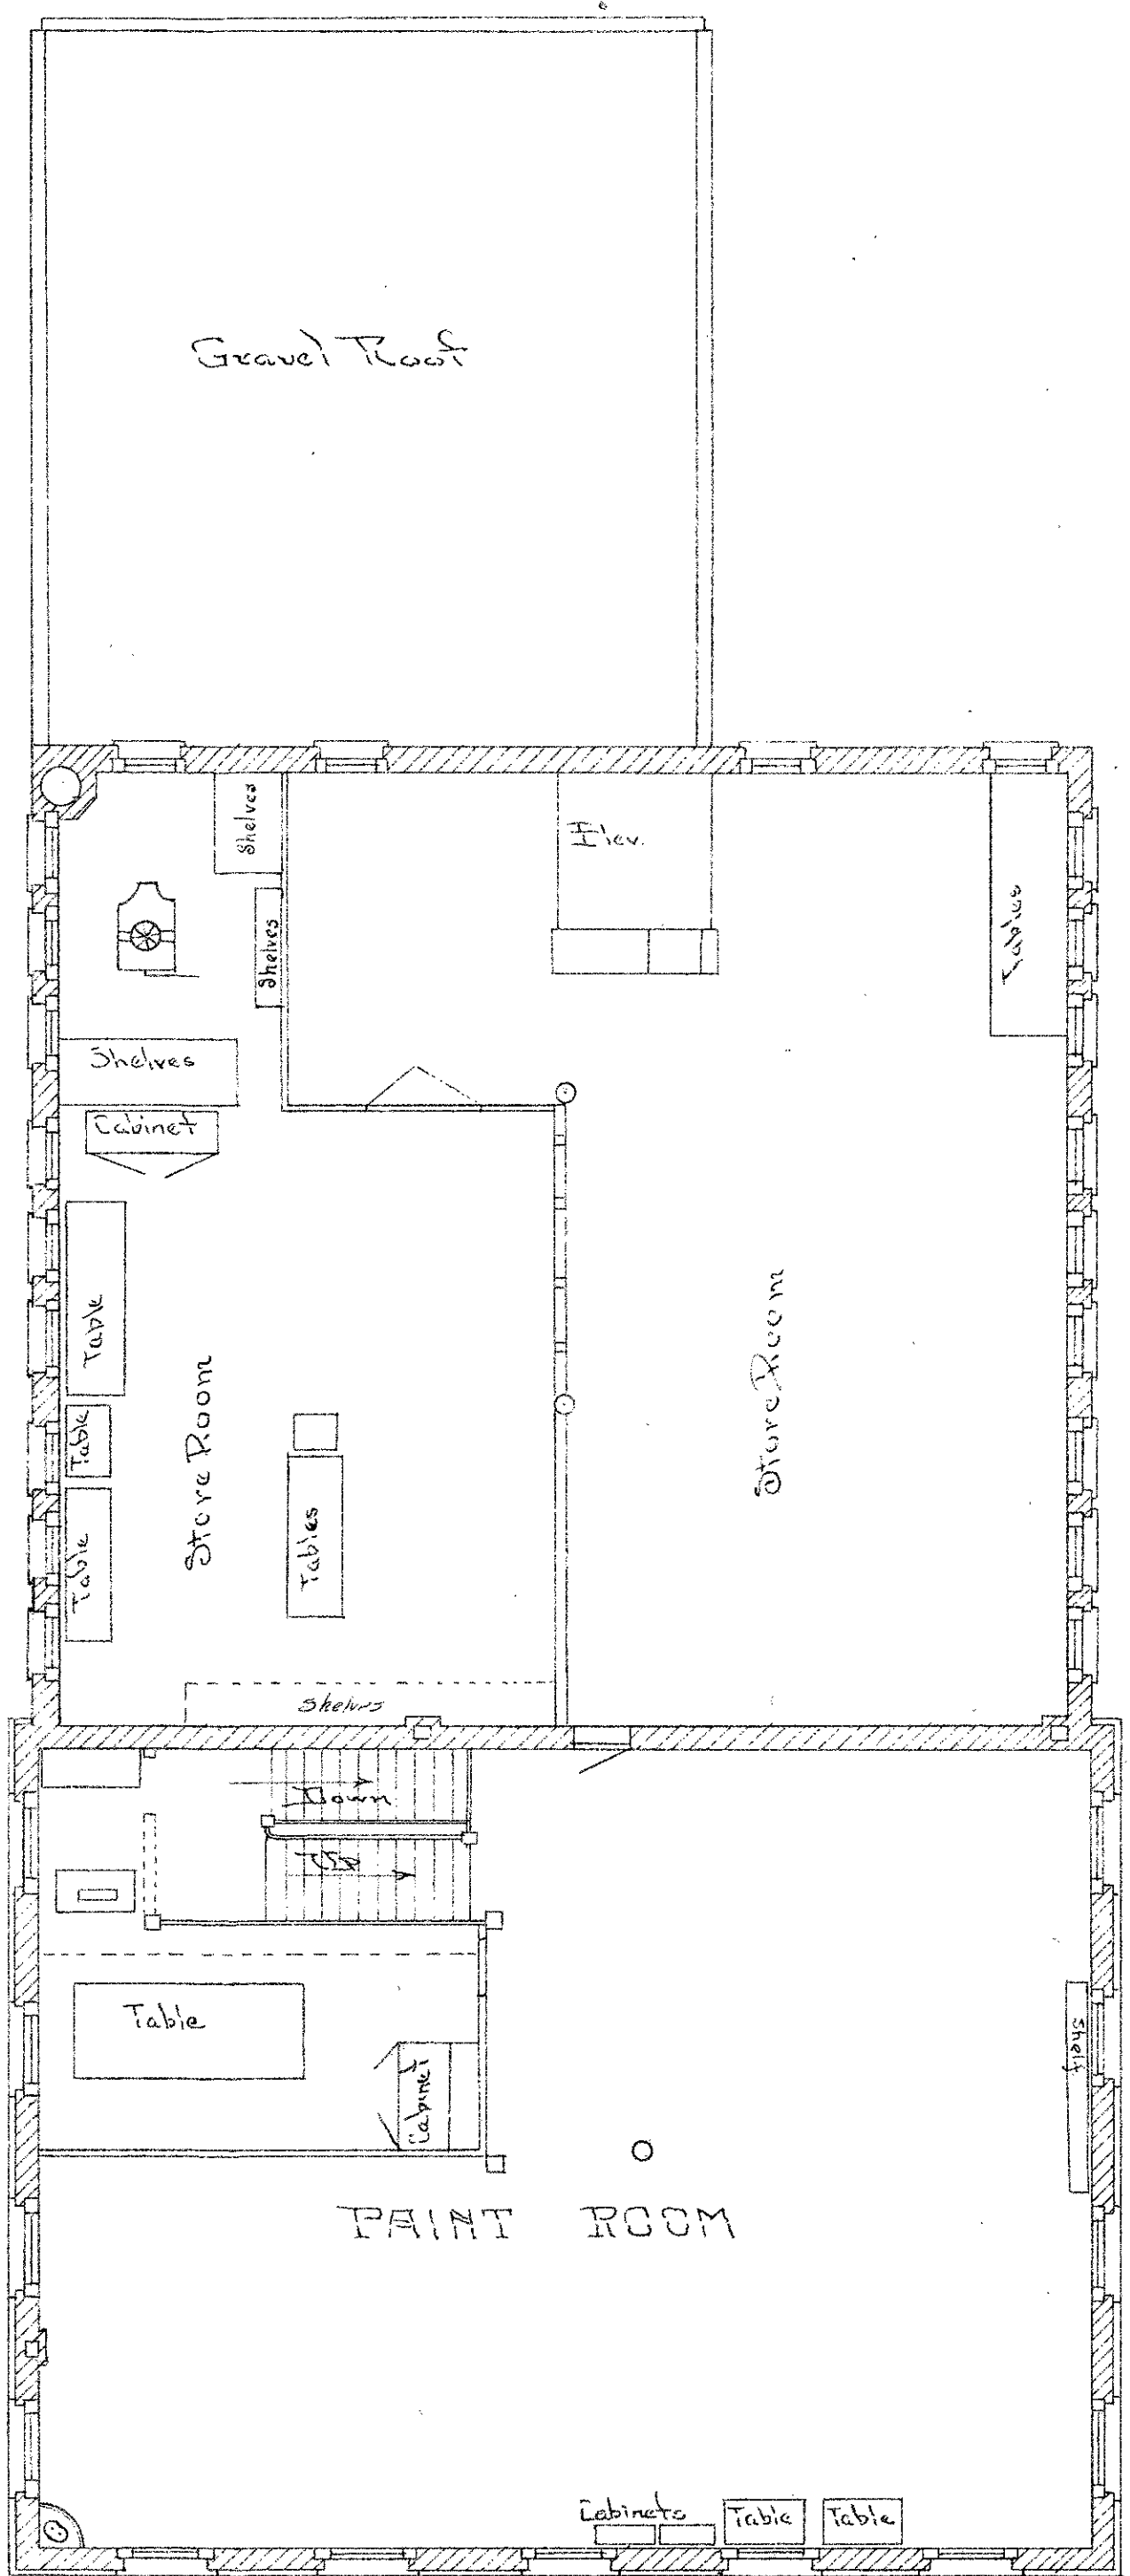 Gravel Roof
Shelves
Elev.
Shelves
Tables
Shelves
Cabinet
Table
Store Room
Store Room
Table
Table
Tables
Shelves
Down
Up
Table
Cabinet
Shelf
PAINT ROOM
Cabinets
Table
Table